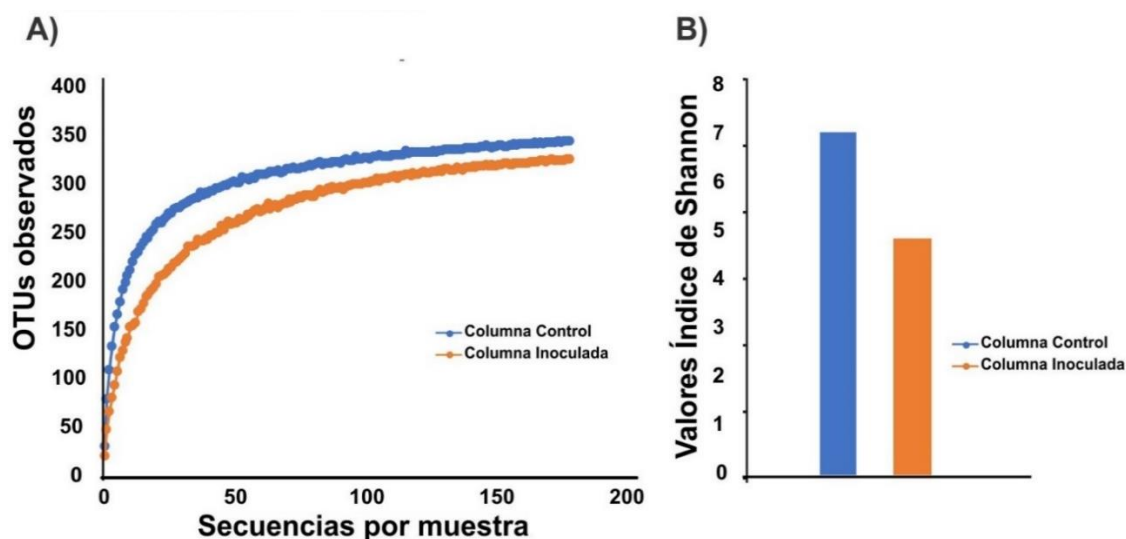 A)
OTUs observados
400
350
300
250
200
150
100
50
0
0
50
100
150
200
Secuencias por muestra
Columna Control
Columna Inoculada
B)
Valores Índice de Shannon
8
7
6
5
4
3
2
1
0
Columna Control
Columna Inoculada